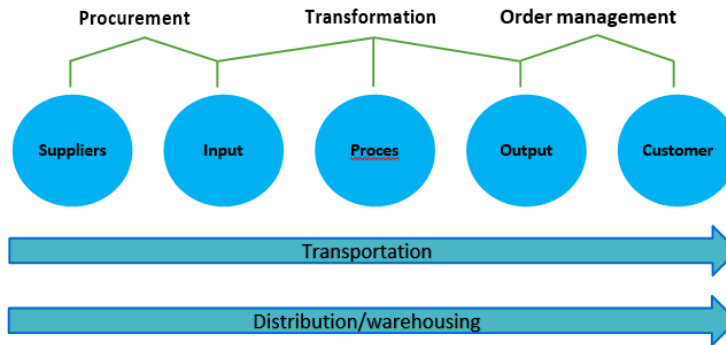 Procurement
Transformation
Order management
Suppliers
Input
Proces
Output
Customer
Transportation
Distribution/warehousing